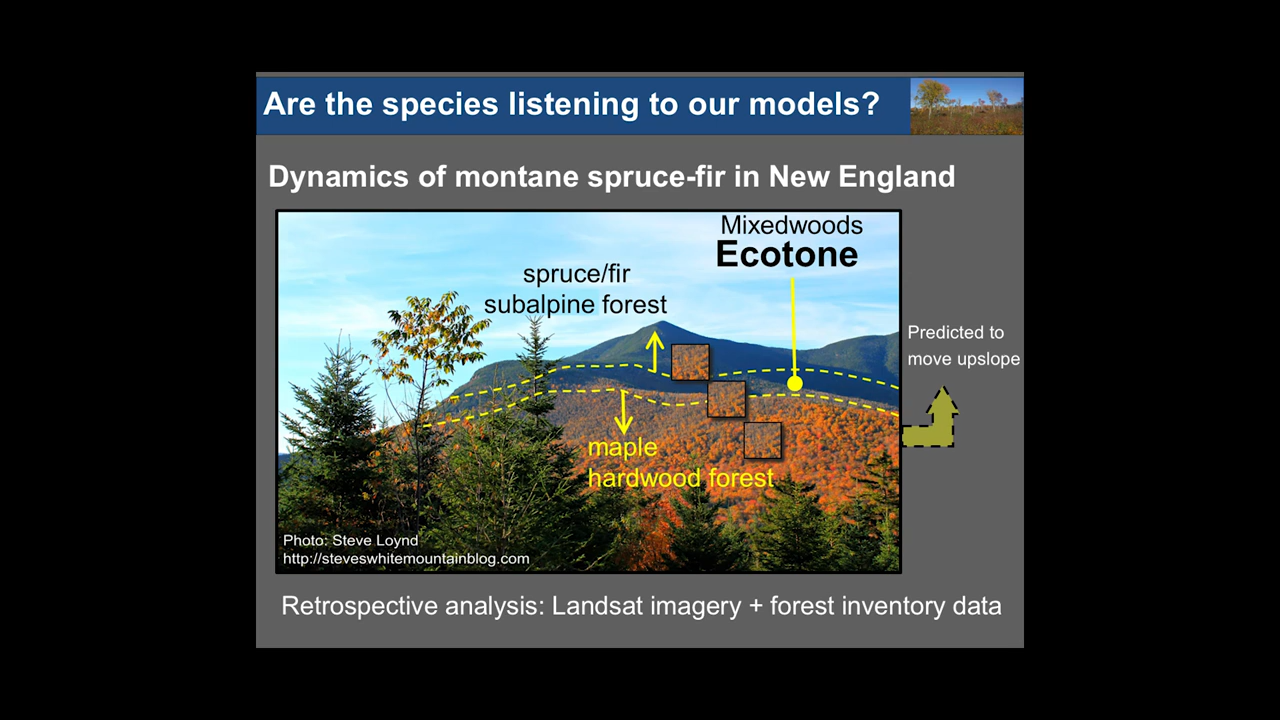 Are the species listening to our models?
Dynamics of montane spruce-fir in New England
Mixedwoods
Ecotone
spruce/fir
subalpine forest
Predicted to
move upslope
maple
hardwood forest
Photo: Steve Loynd
http://steveswhitemountainblog.com
Retrospective analysis: Landsat imagery + forest inventory data